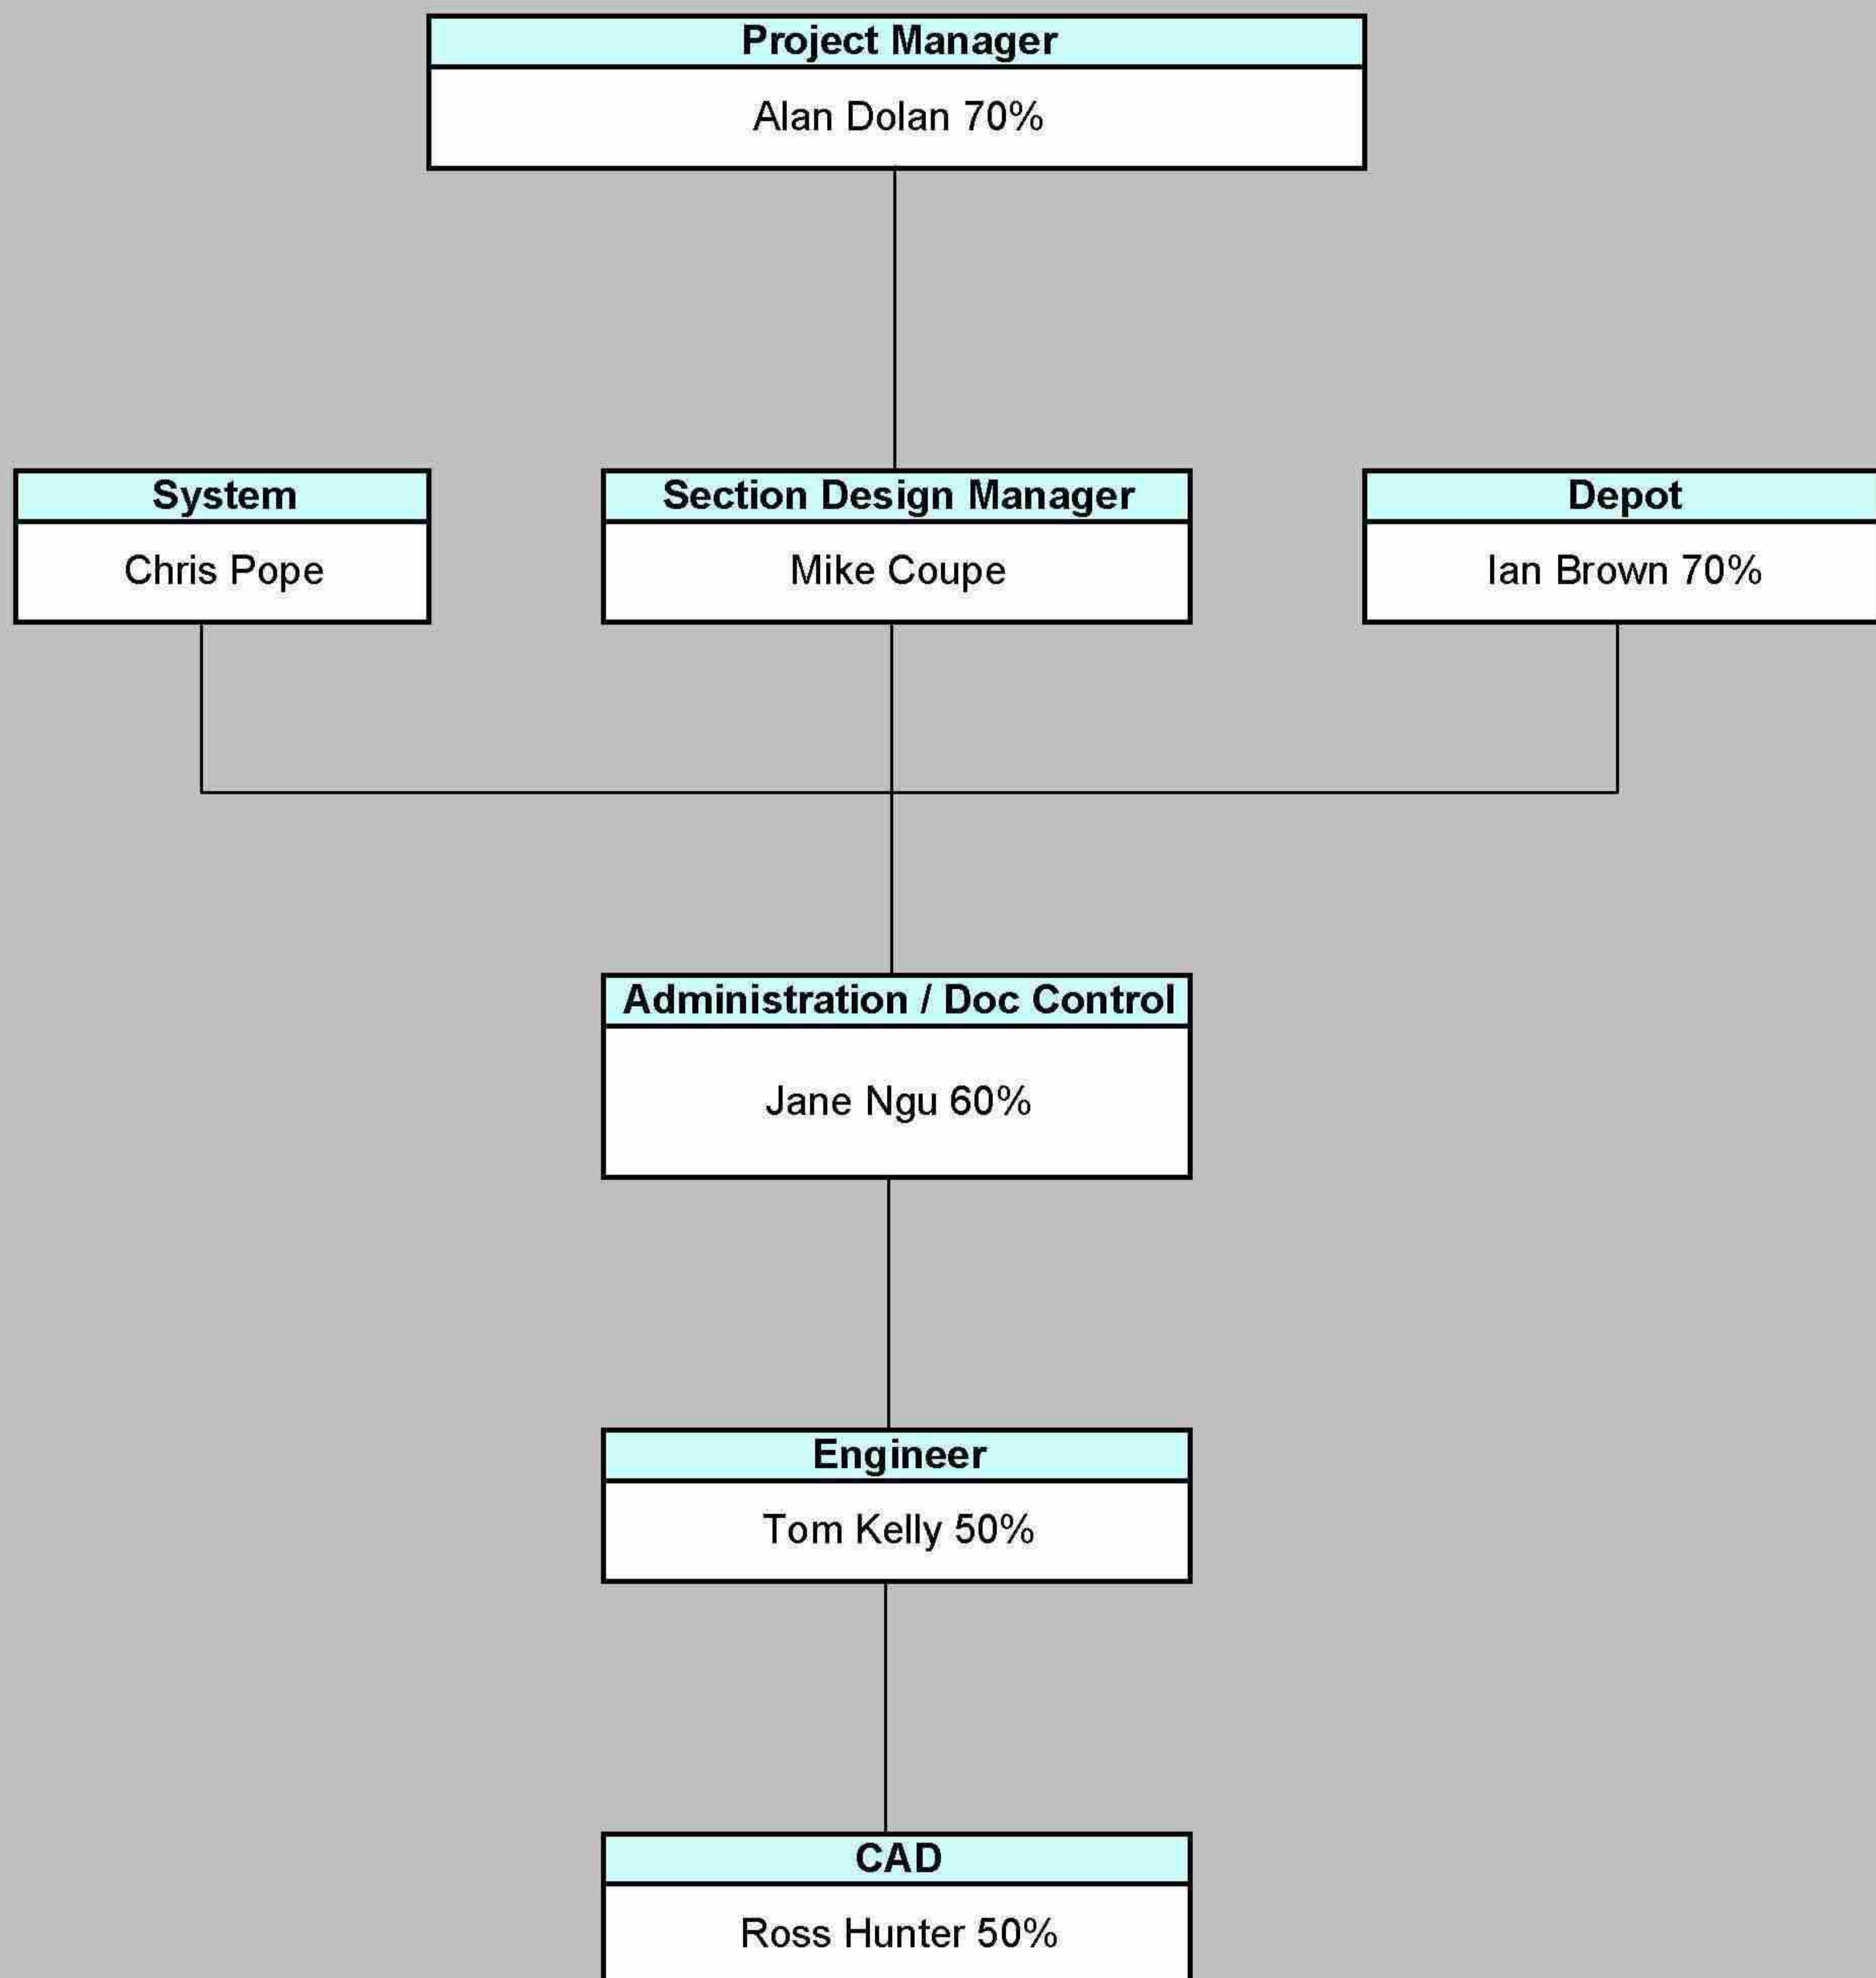 Project Manager
Alan Dolan 70%
System
Chris Pope
Section Design Manager
Mike Coupe
Depot
Ian Brown 70%
Administration / Doc Control
Jane Ngu 60%
Engineer
Tom Kelly 50%
CAD
Ross Hunter 50%